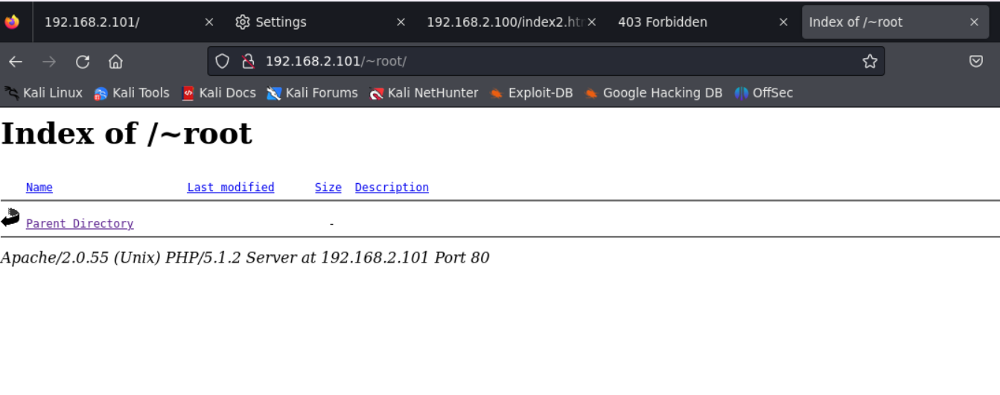 192.168.2.101/
Settings
192.168.2.100/index2.ht
403 Forbidden
Index of /~root
192.168.2.101/~root/
Kali Linux Kali Tools Kali Docs Kali Forums Kali NetHunter Exploit-DB Google Hacking DB OffSec
Index of /~root
Name Last modified Size Description
Parent Directory -
Apache/2.0.55 (Unix) PHP/5.1.2 Server at 192.168.2.101 Port 80